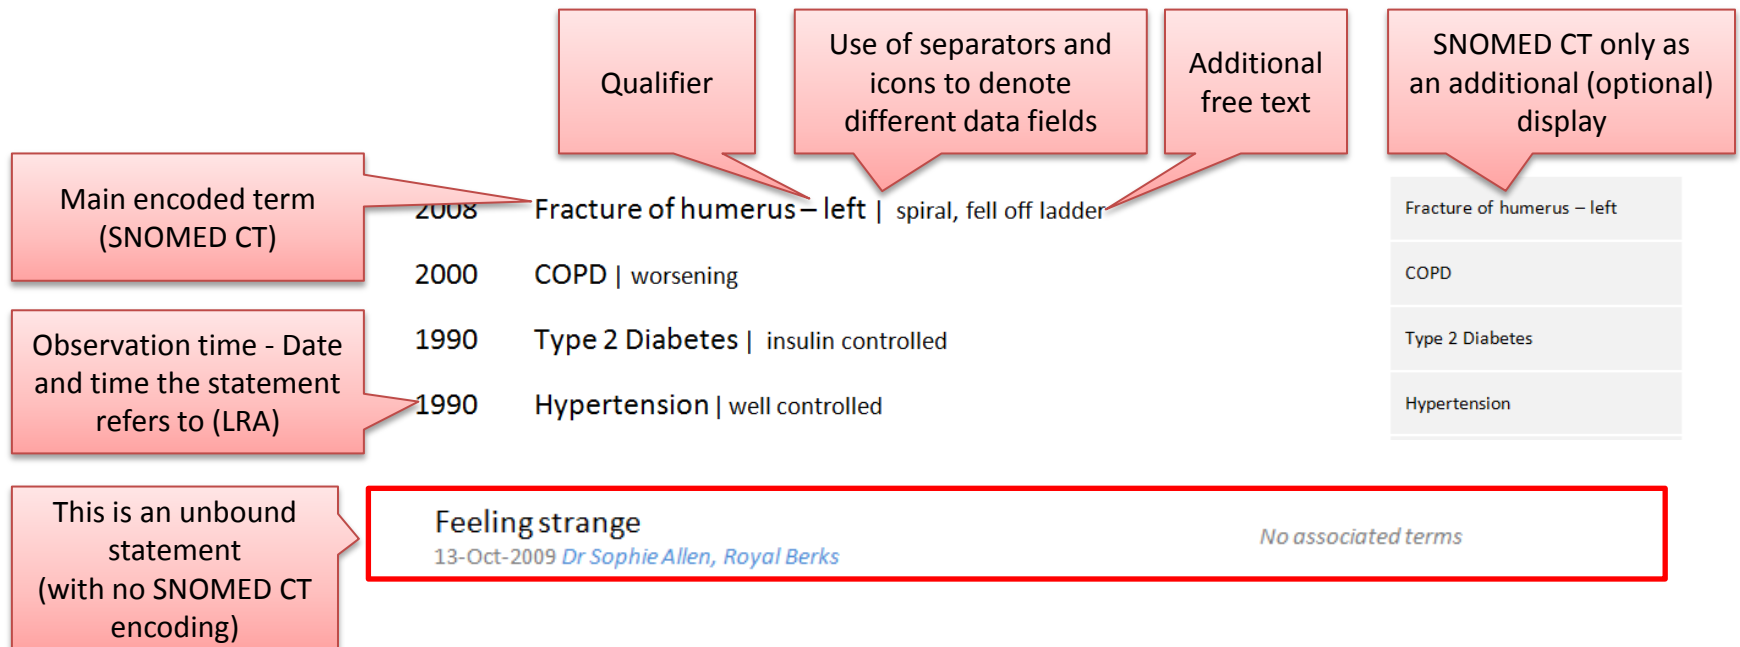 Qualifier
Use of separators and
icons to denote
different data fields
Additional
free text
SNOMED CT only as
an additional (optional)
display
Main encoded term
(SNOMED CT)
2008 Fracture of humerus – left | spiral, fell off ladder
Fracture of humerus – left
2000 COPD | worsening
COPD
Observation time - Date
and time the statement
refers to (LRA)
1990 Type 2 Diabetes | insulin controlled
Type 2 Diabetes
1990 Hypertension | well controlled
Hypertension
This is an unbound
statement
(with no SNOMED CT
encoding)
Feeling strange
13-Oct-2009 Dr Sophie Allen, Royal Berks
No associated terms